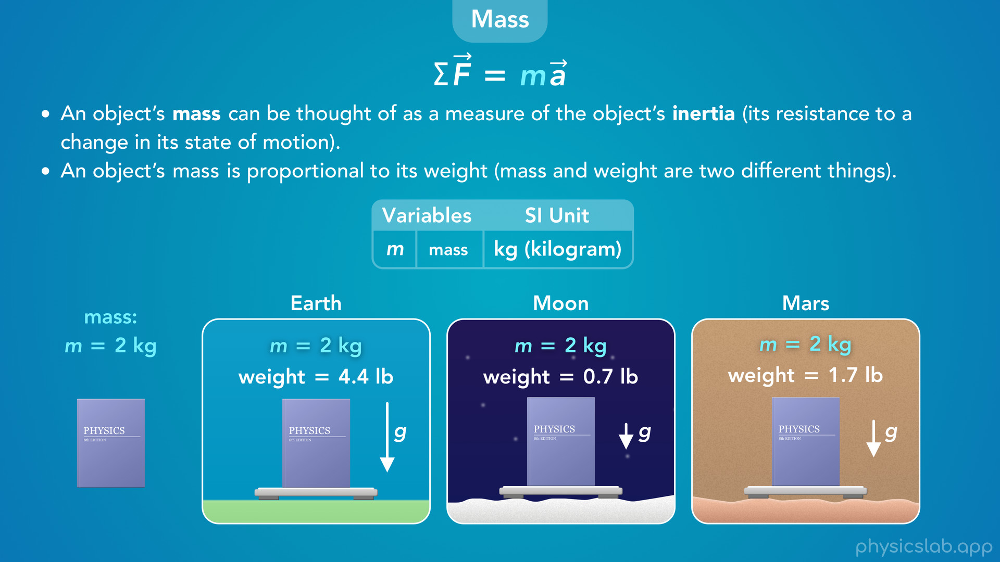 Mass
ΣF⃗ = ma⃗
• An object’s mass can be thought of as a measure of the object’s inertia (its resistance to a
change in its state of motion).
• An object’s mass is proportional to its weight (mass and weight are two different things).
Variables SI Unit
m mass kg (kilogram)
mass:
m = 2 kg
PHYSICS
8th EDITION
Earth
m = 2 kg
weight = 4.4 lb
PHYSICS
8th EDITION
g
Moon
m = 2 kg
weight = 0.7 lb
PHYSICS
8th EDITION
g
Mars
m = 2 kg
weight = 1.7 lb
PHYSICS
8th EDITION
g
physicslab.app